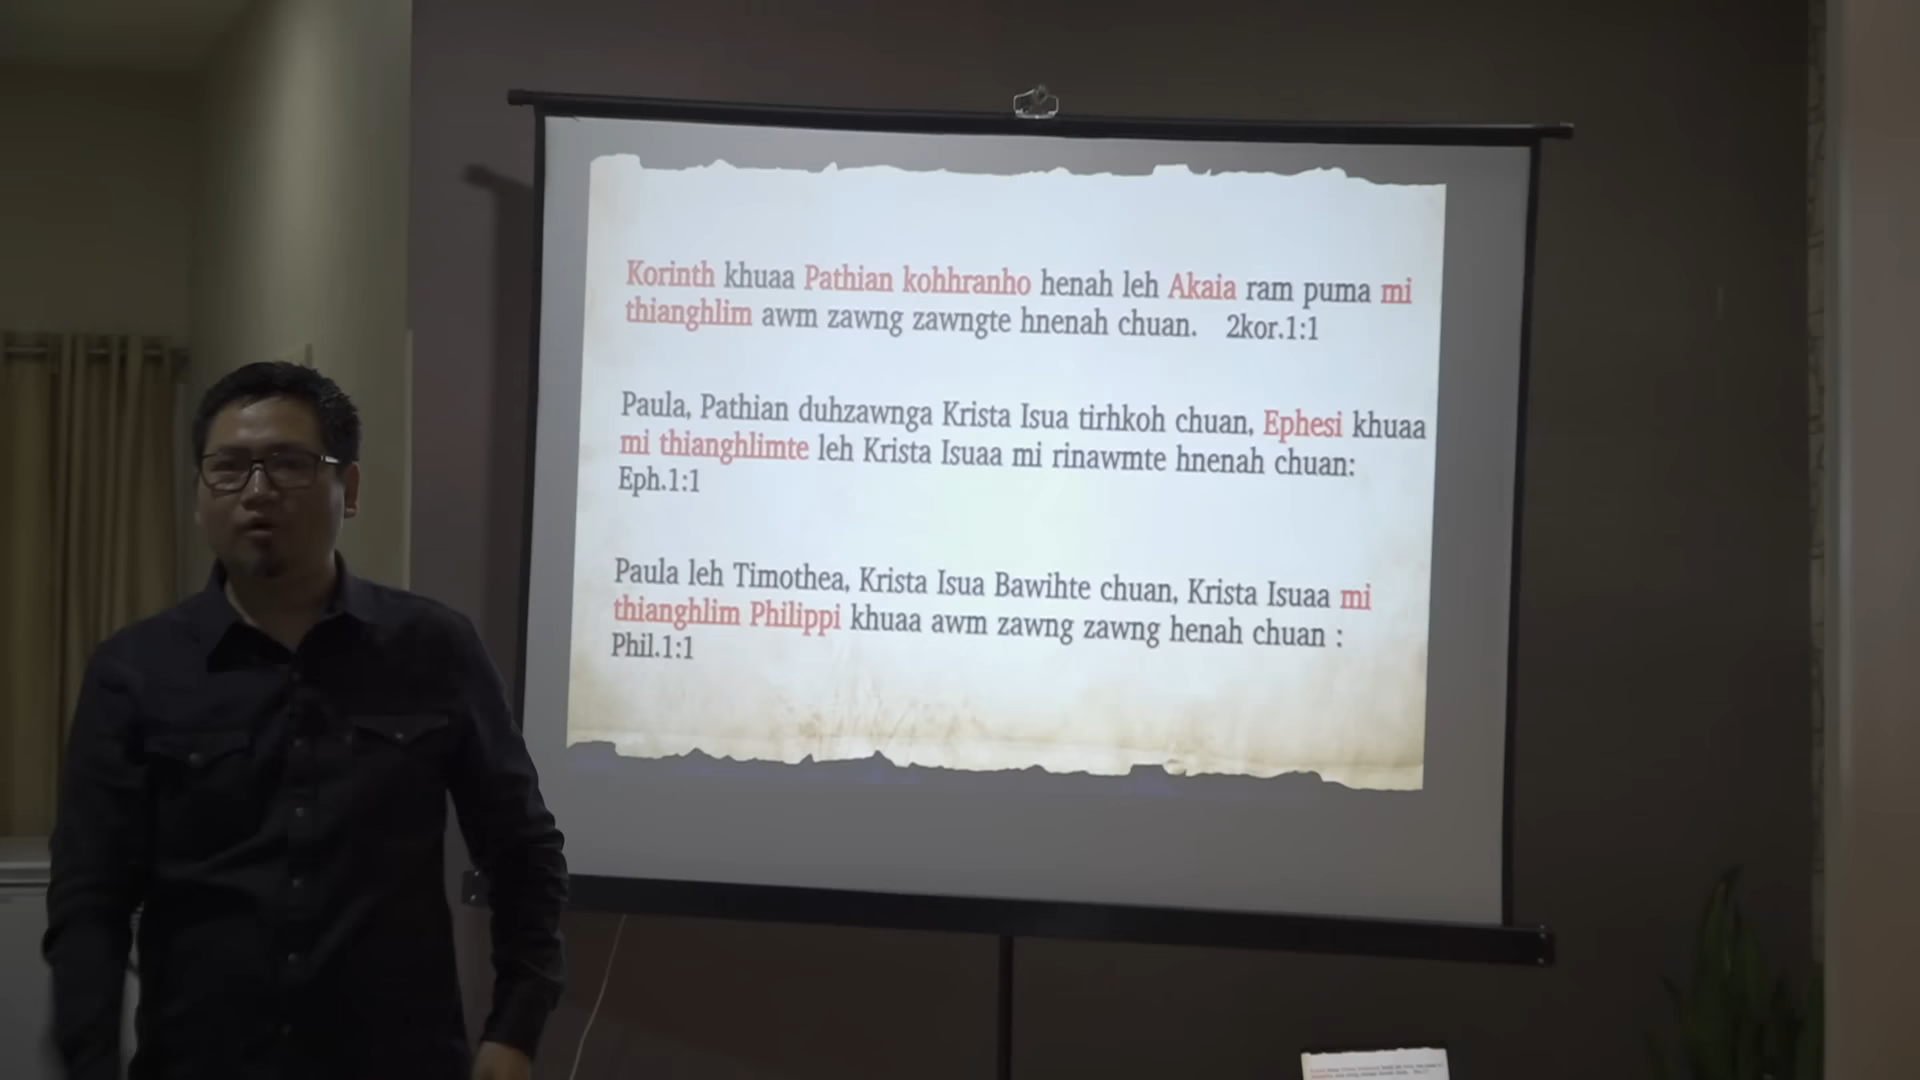 Korinth khuaa Pathian kohhranho henah leh Akaia ram puma mi
thianghlim awm zawng zawngte hnenah chuan. 2kor.1:1
Paula, Pathian duhzawnga Krista Isua tirhkoh chuan, Ephesi khuaa
mi thianghlimte leh Krista Isuaa mi rinawmte hnenah chuan:
Eph.1:1
Paula leh Timothea, Krista Isua Bawihte chuan, Krista Isuaa mi
thianghlim Philippi khuaa awm zawng zawng henah chuan :
Phil.1:1